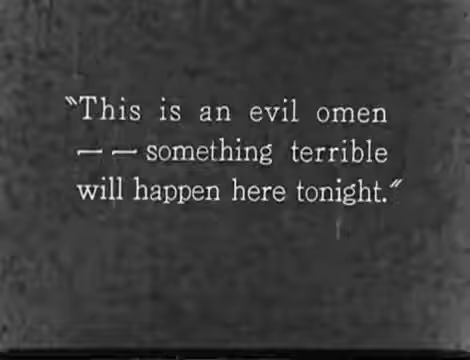 "This is an evil omen
— — something terrible
will happen here tonight."